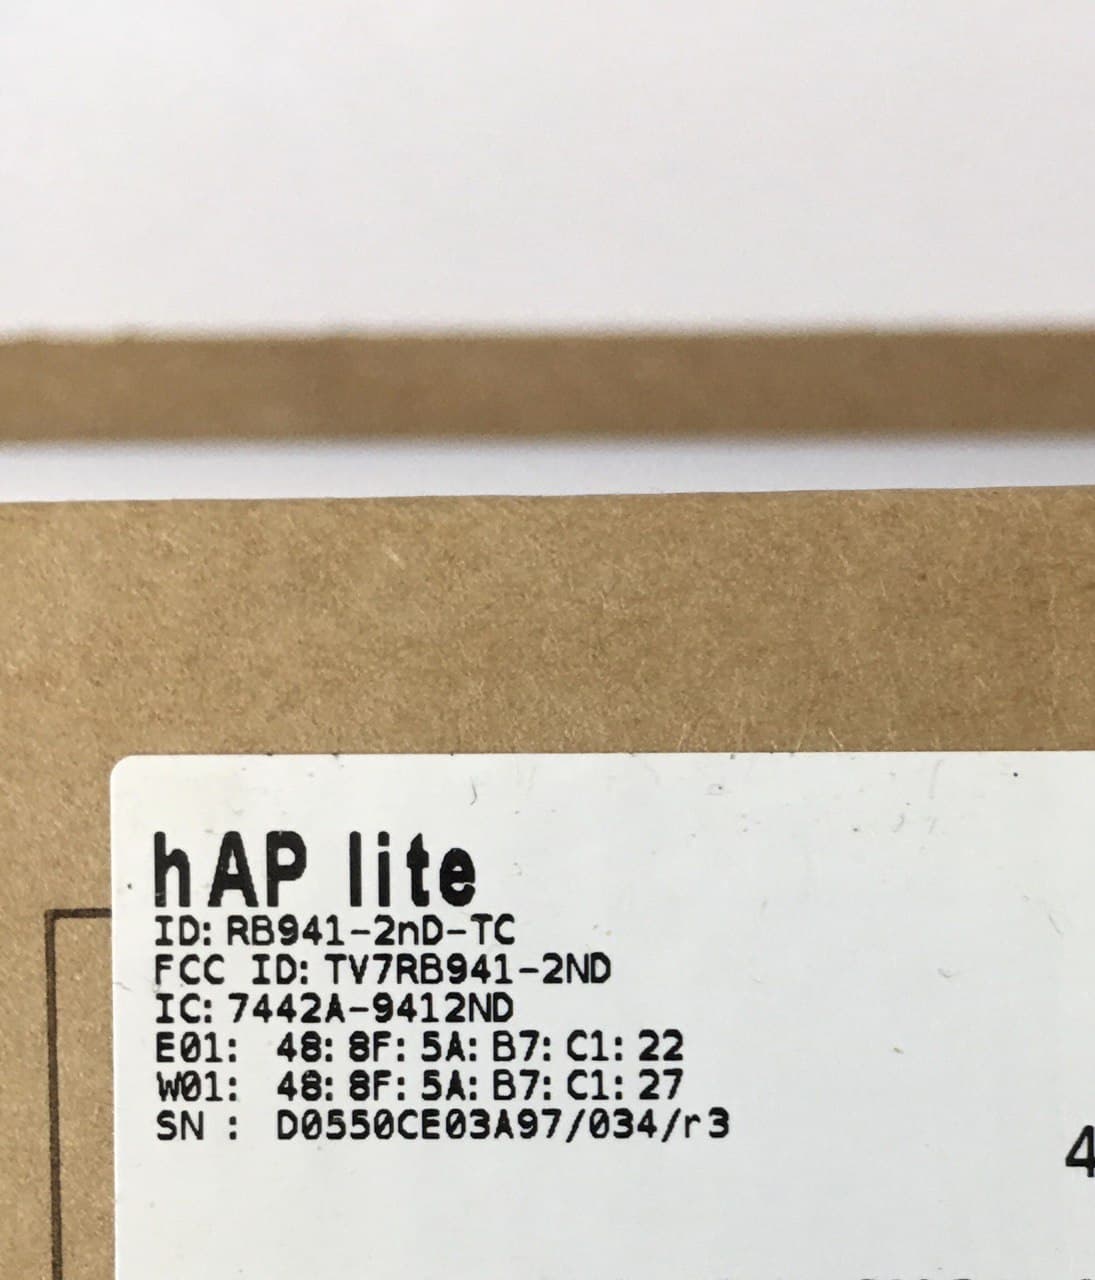 hAP lite
ID: RB941-2nD-TC
FCC ID: TV7RB941-2ND
IC: 7442A-9412ND
E01: 48: 8F: 5A: B7: C1: 22
W01: 48: 8F: 5A: B7: C1: 27
SN : D0550CE03A97/034/r3
4